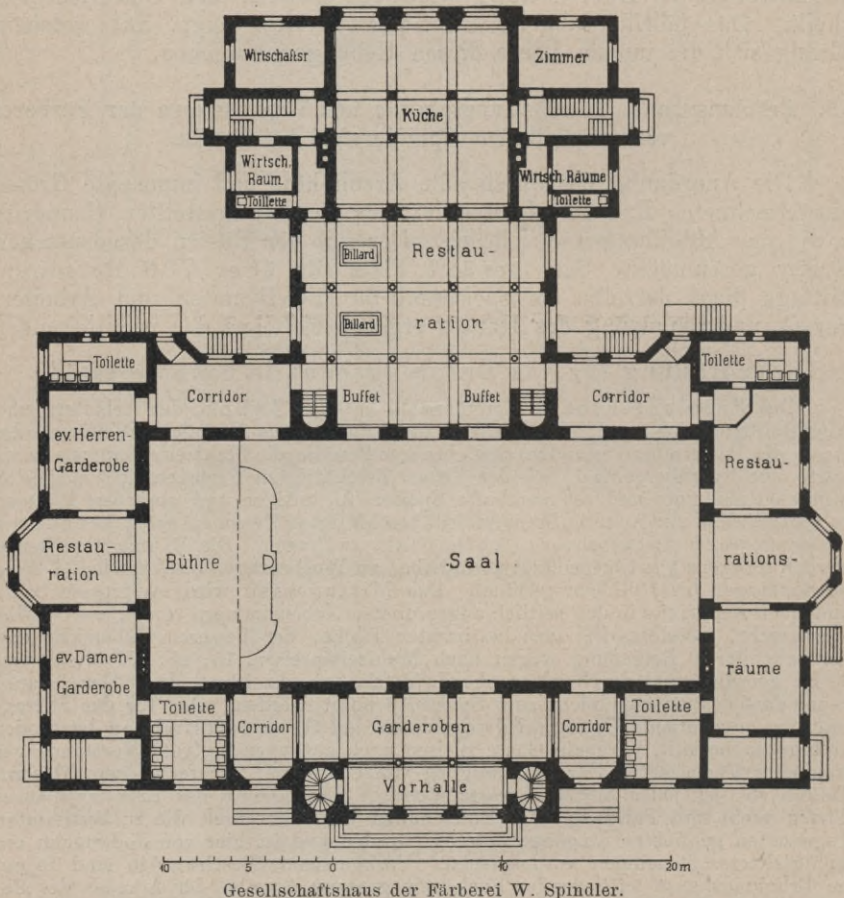 Wirtschaftsr
Zimmer
Küche
Wirtsch.
Raum
Wirtsch. Räume
Toillette
Toilette
Billard
Restau-
Billard
ration
Toilette
Toilette
Corridor
Buffet
Buffet
Corridor
ev. Herren-
Garderobe
Restau-
Restau-
ration
Bühne
Saal
rations-
ev. Damen-
Garderobe
räume
Toilette
Toilette
Corridor
Garderoben
Corridor
Vorhalle
10 5 0 10 20 m
Gesellschaftshaus der Färberei W. Spindler.